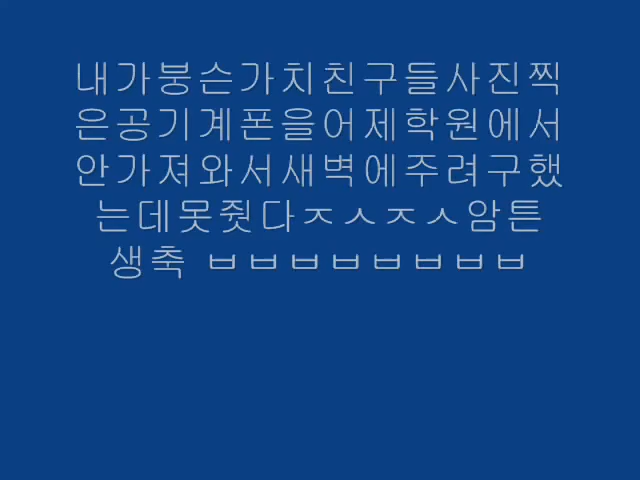 내가붕슨가치친구들사진찍
은공기계폰을어제학원에서
안가져와서새벽에주려구했
는데못줫다ㅈㅅㅈㅅ암튼
생축 ㅂㅂㅂㅂㅂㅂㅂㅂ